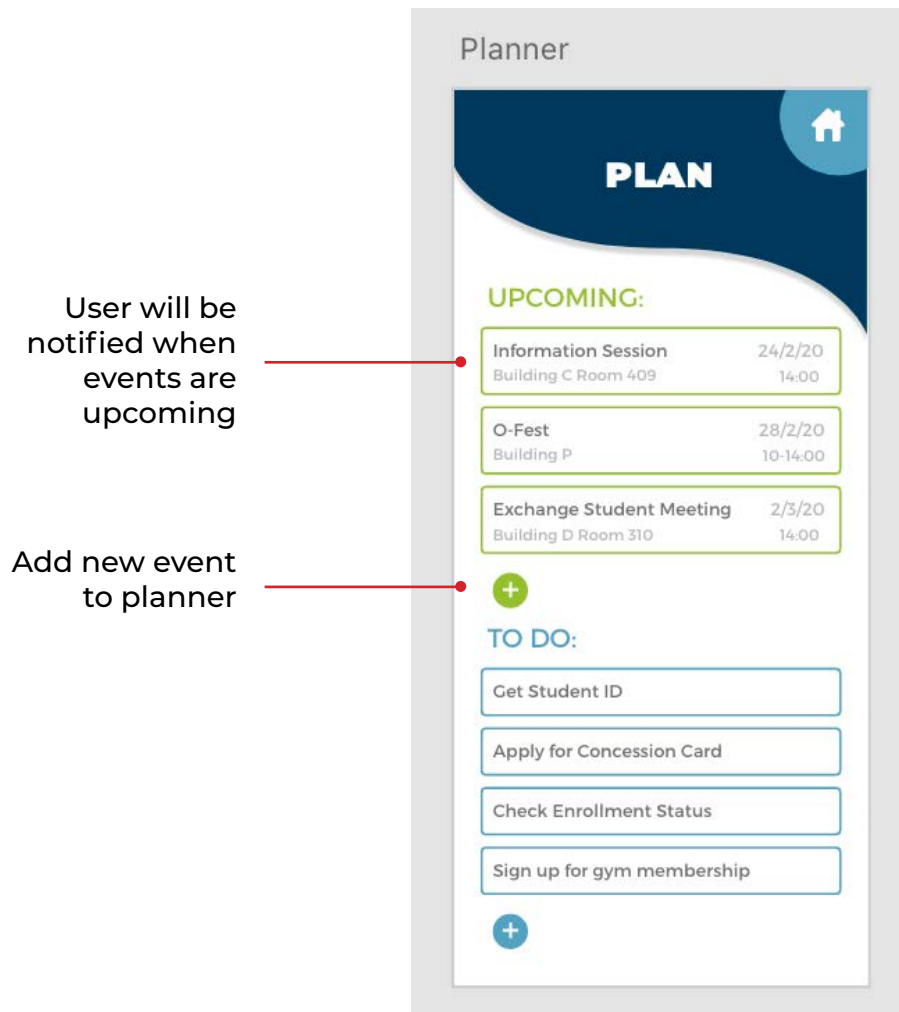 Planner
PLAN
User will be
notified when
events are
upcoming
UPCOMING:
Information Session 24/2/20
Building C Room 409 14:00
O-Fest 28/2/20
Building P 10-14:00
Exchange Student Meeting 2/3/20
Building D Room 310 14:00
Add new event
to planner
+
TO DO:
Get Student ID
Apply for Concession Card
Check Enrollment Status
Sign up for gym membership
+